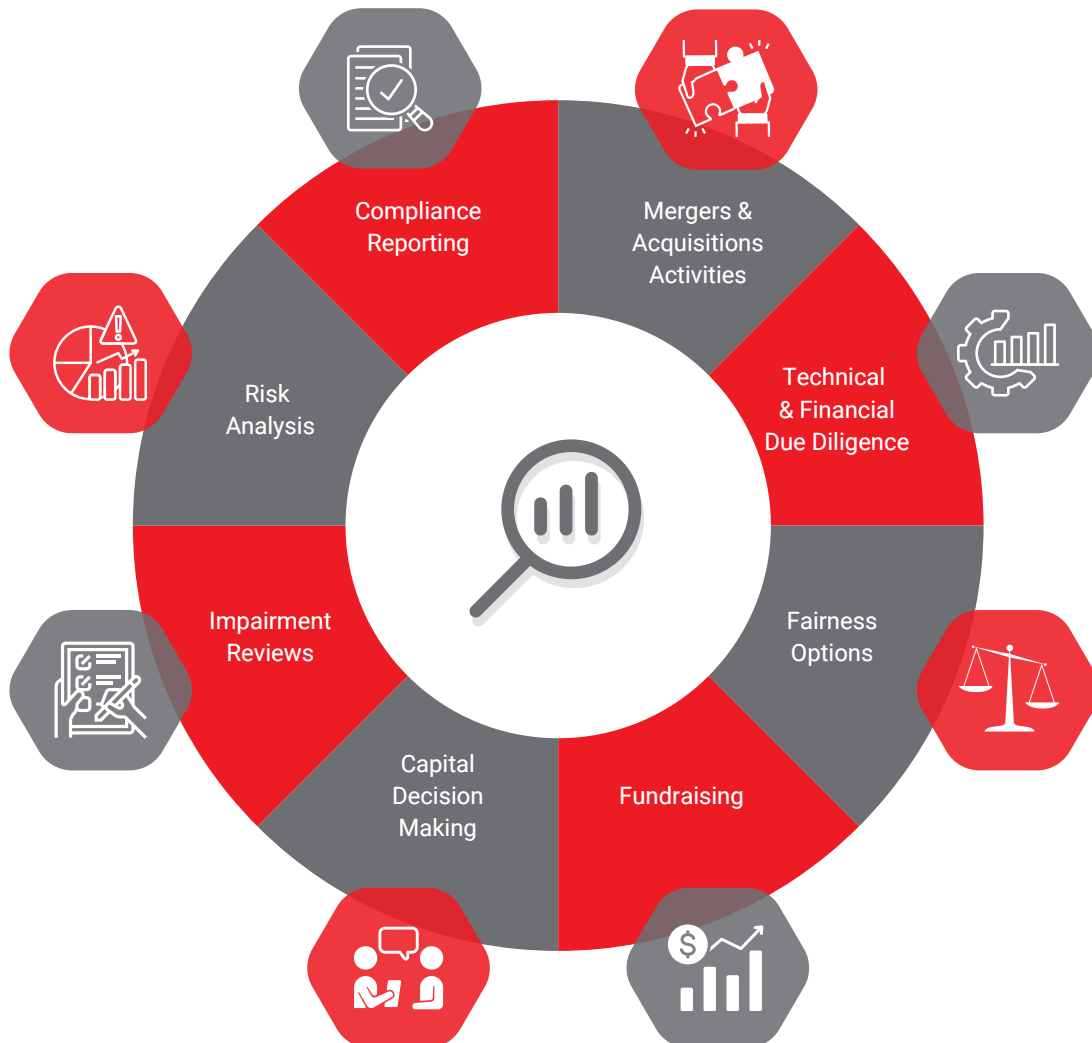 Compliance
Reporting
Mergers &
Acquisitions
Activities
Technical
& Financial
Due Diligence
Risk
Analysis
Impairment
Reviews
Fairness
Options
Capital
Decision
Making
Fundraising
$